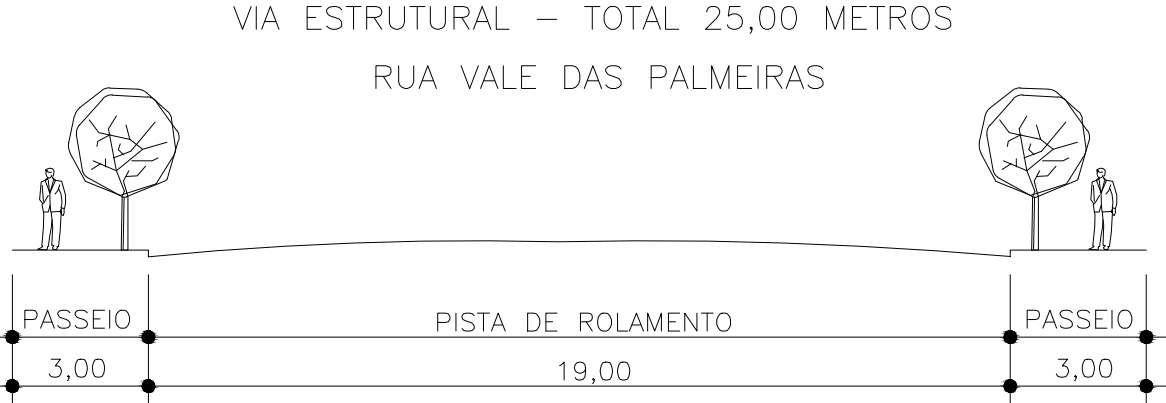 VIA ESTRUTURAL – TOTAL 25,00 METROS
RUA VALE DAS PALMEIRAS
PASSEIO PISTA DE ROLAMENTO PASSEIO
3,00 19,00 3,00